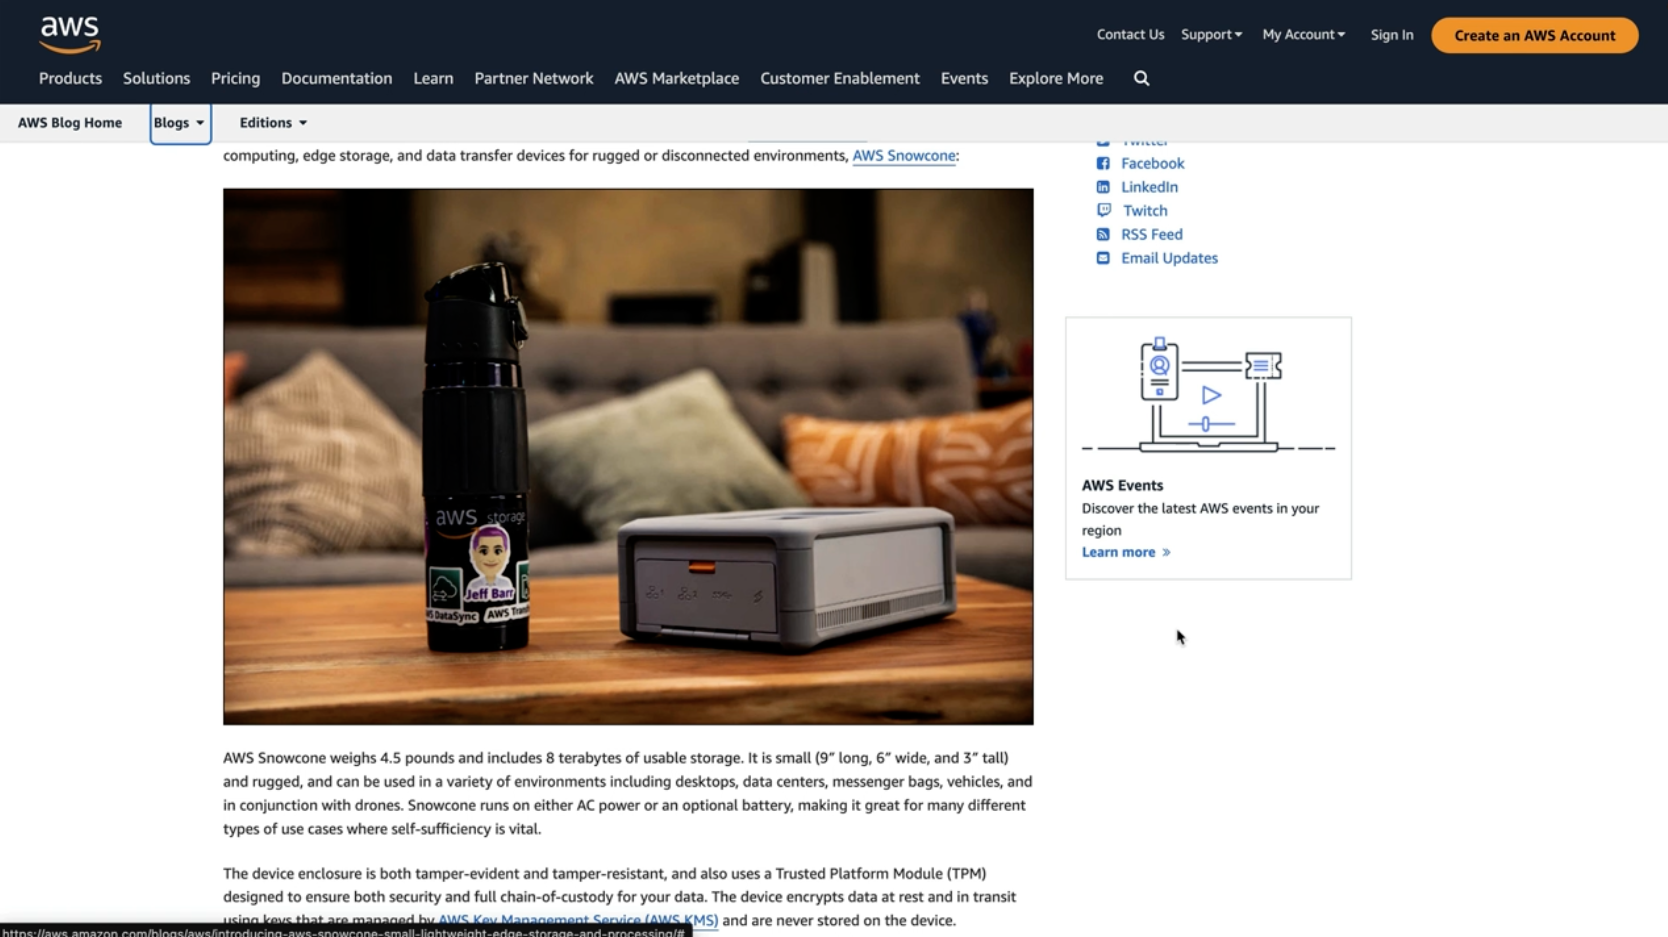 aws
Contact Us Support My Account Sign In Create an AWS Account
Products Solutions Pricing Documentation Learn Partner Network AWS Marketplace Customer Enablement Events Explore More
AWS Blog Home Blogs Editions
computing, edge storage, and data transfer devices for rugged or disconnected environments, AWS Snowcone:
Twitter
Facebook
LinkedIn
Twitch
RSS Feed
Email Updates
aws storage
Jeff Barr
DataSync AWS
AWS Events
Discover the latest AWS events in your
region
Learn more »
AWS Snowcone weighs 4.5 pounds and includes 8 terabytes of usable storage. It is small (9″ long, 6″ wide, and 3″ tall)
and rugged, and can be used in a variety of environments including desktops, data centers, messenger bags, vehicles, and
in conjunction with drones. Snowcone runs on either AC power or an optional battery, making it great for many different
types of use cases where self-sufficiency is vital.
The device enclosure is both tamper-evident and tamper-resistant, and also uses a Trusted Platform Module (TPM)
designed to ensure both security and full chain-of-custody for your data. The device encrypts data at rest and in transit
using keys that are managed by AWS Key Management Service (AWS KMS) and are never stored on the device.
https://aws.amazon.com/blogs/aws/introducing-aws-snowcone-small-lightweight-edge-storage-and-processing/#